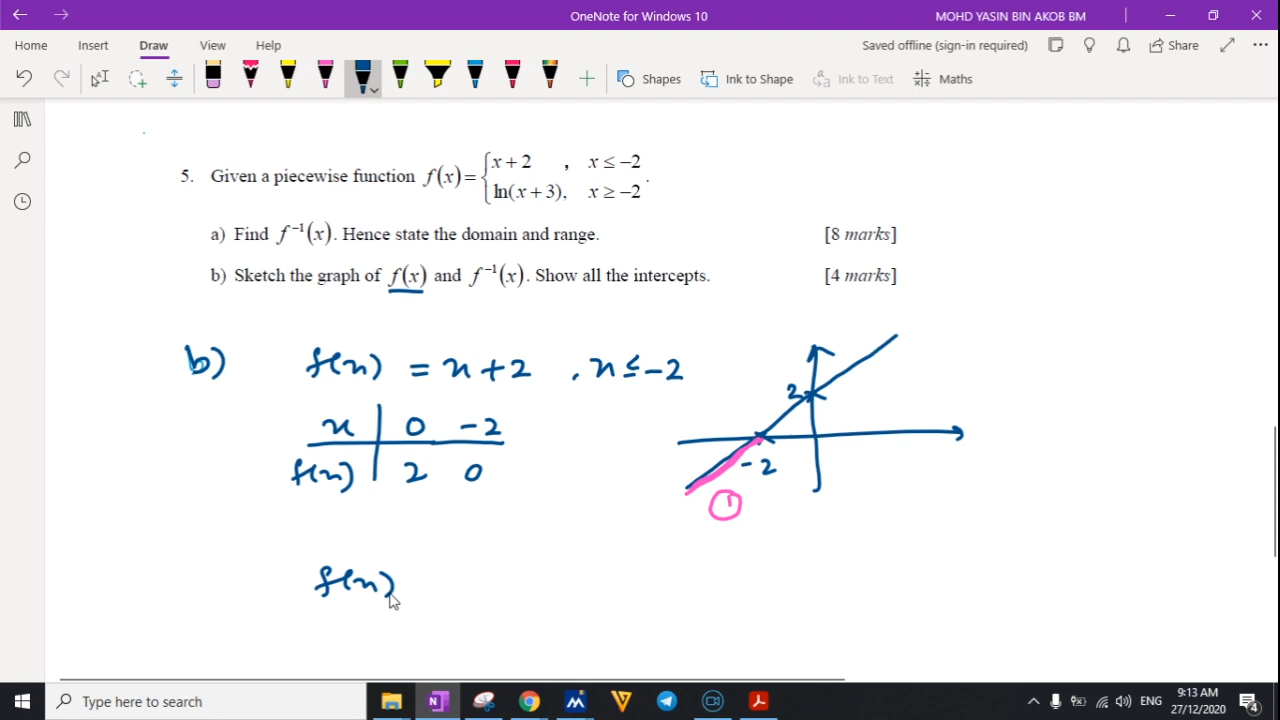 OneNote for Windows 10
MOHD YASIN BIN AKOB BM
Home Insert Draw View Help
Saved offline (sign-in required) Share
Shapes Ink to Shape Ink to Text Maths
5. Given a piecewise function f(x)= { x + 2 , x ≤ −2
ln(x + 3), x ≥ −2 .
a) Find f⁻¹(x). Hence state the domain and range. [8 marks]
b) Sketch the graph of f(x) and f⁻¹(x). Show all the intercepts. [4 marks]
b) f(x) = x + 2 , x ≤ -2
x 0 -2
f(x) 2 0
2
-2
1
f(x)
Type here to search
ENG
9:13 AM
27/12/2020
4